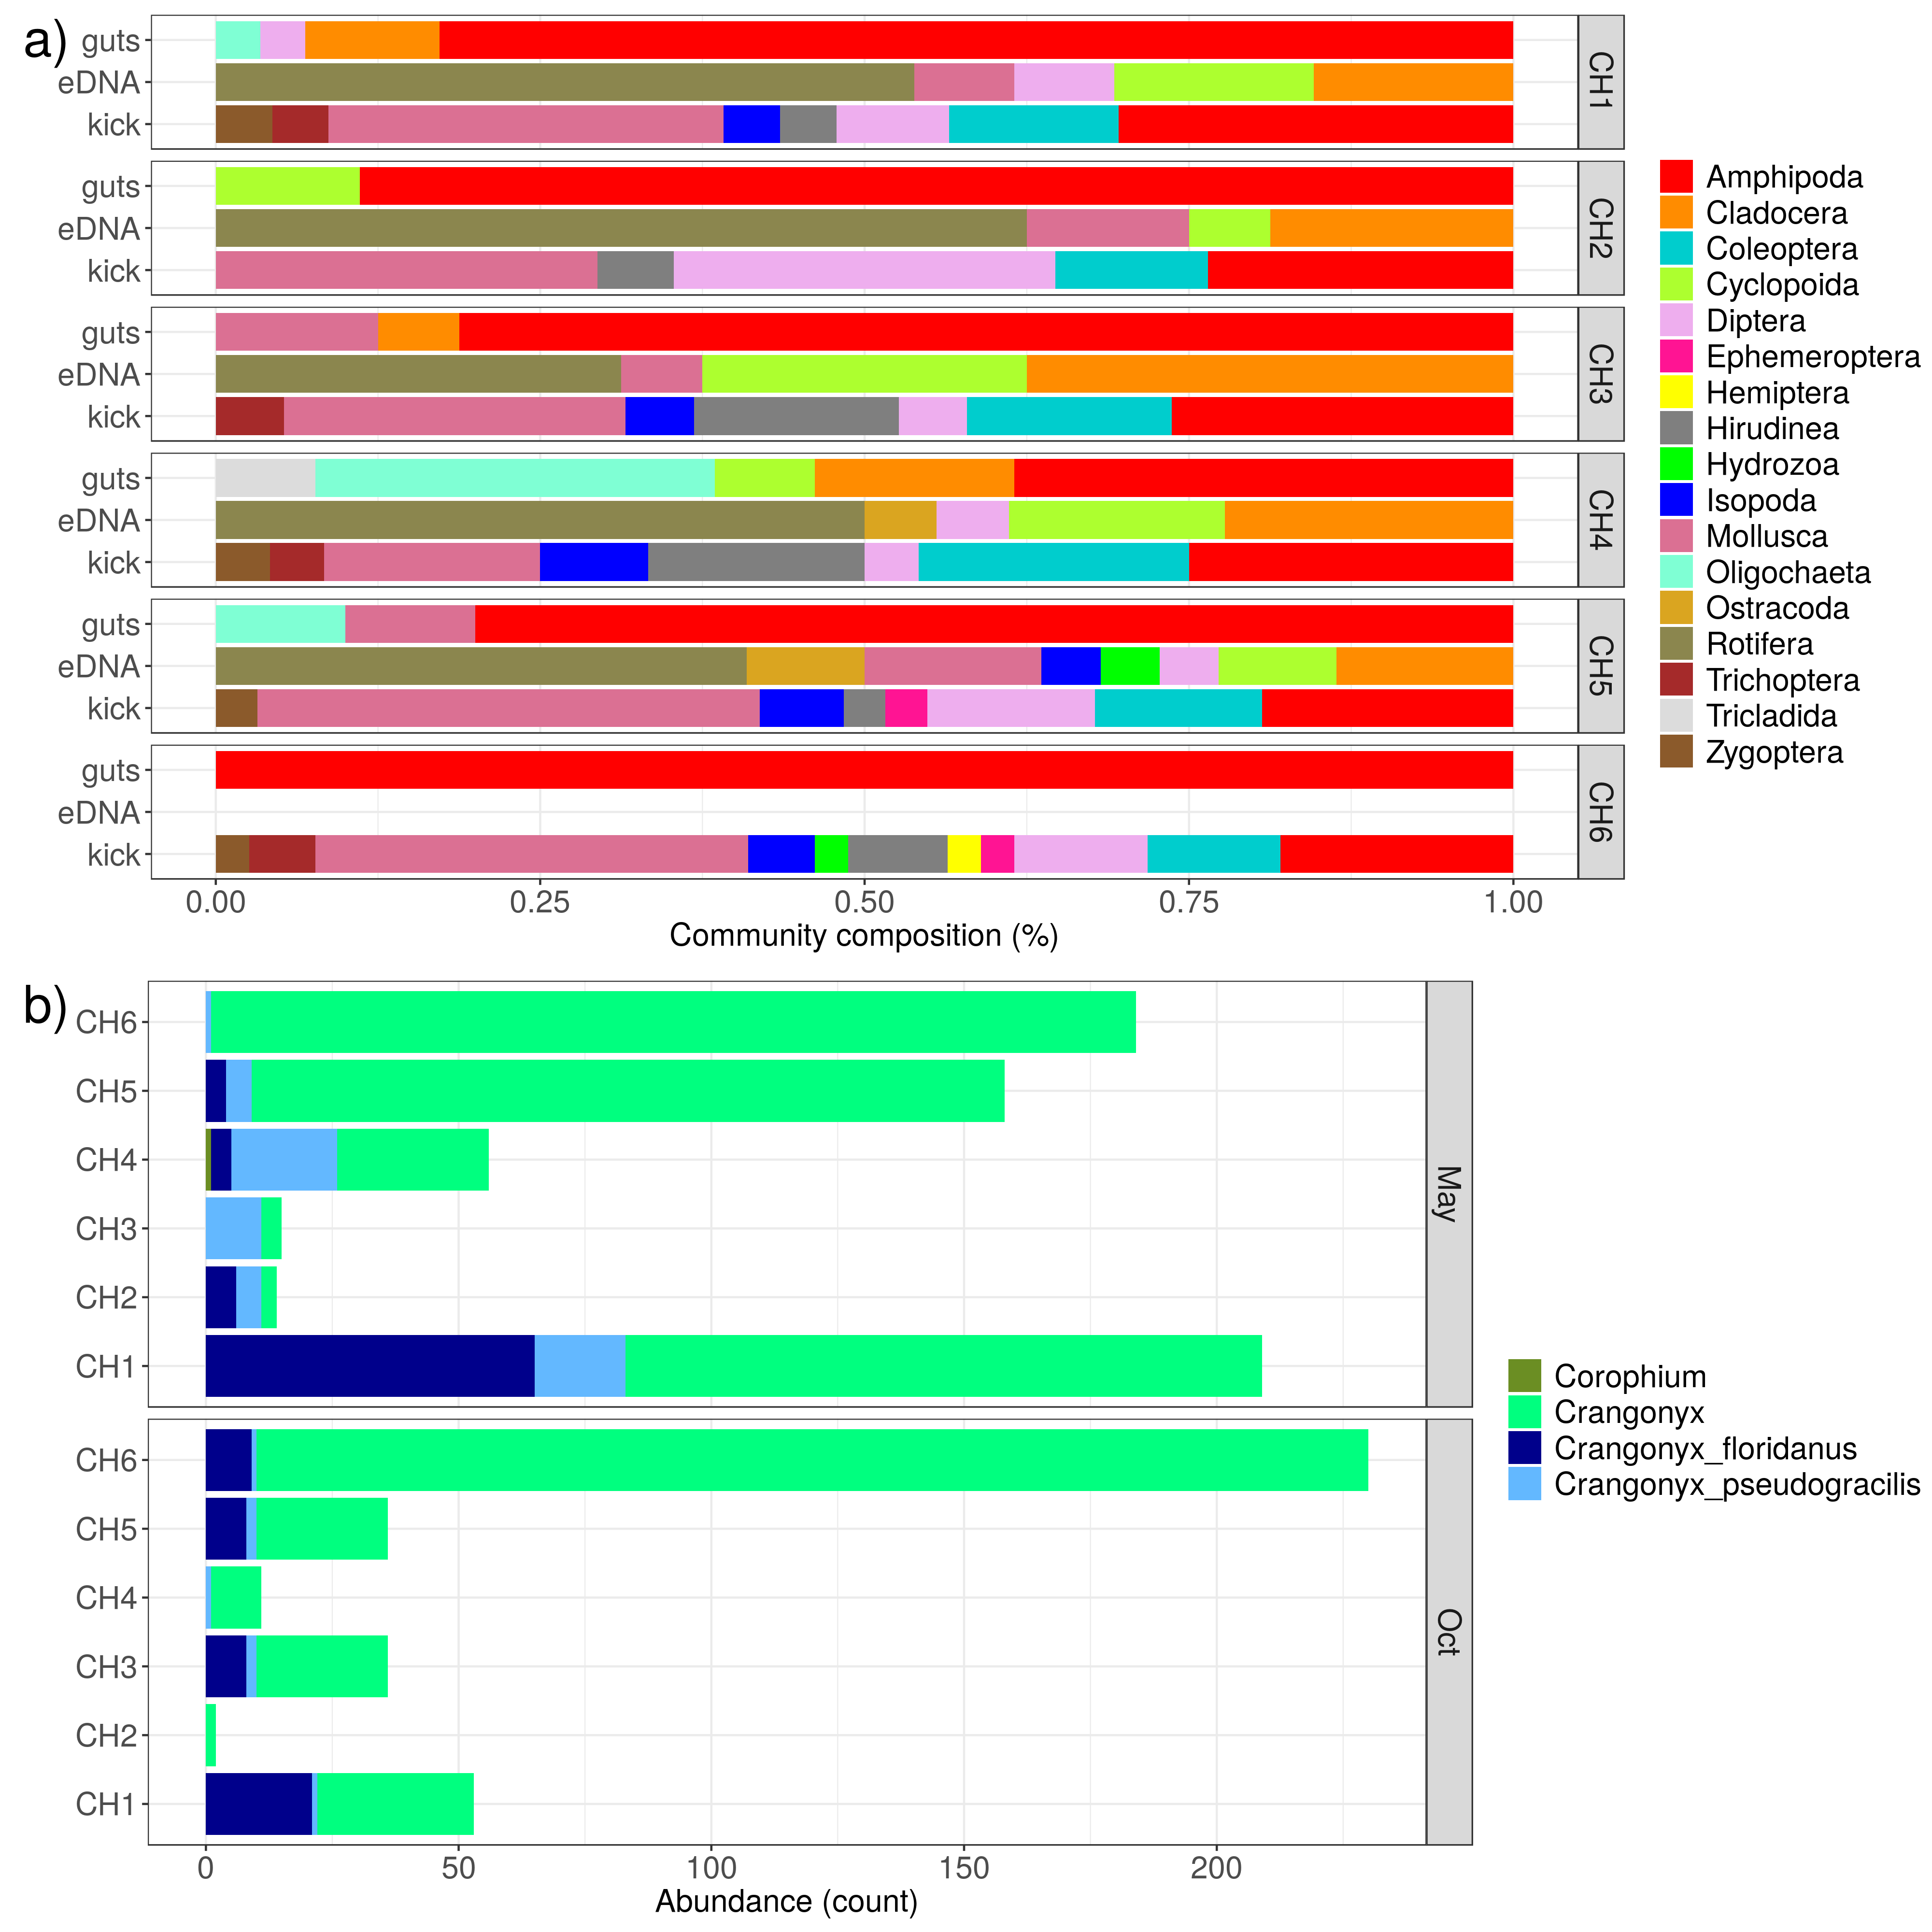 a)
guts
eDNA
kick
CH1
guts
eDNA
kick
CH2
guts
eDNA
kick
CH3
guts
eDNA
kick
CH4
guts
eDNA
kick
CH5
guts
eDNA
kick
CH6
0.00 0.25 0.50 0.75 1.00
Community composition (%)
Amphipoda
Cladocera
Coleoptera
Cyclopoida
Diptera
Ephemeroptera
Hemiptera
Hirudinea
Hydrozoa
Isopoda
Mollusca
Oligochaeta
Ostracoda
Rotifera
Trichoptera
Tricladida
Zygoptera
b)
CH6
CH5
CH4
CH3
CH2
CH1
May
CH6
CH5
CH4
CH3
CH2
CH1
Oct
0 50 100 150 200
Abundance (count)
Corophium
Crangonyx
Crangonyx_floridanus
Crangonyx_pseudogracilis